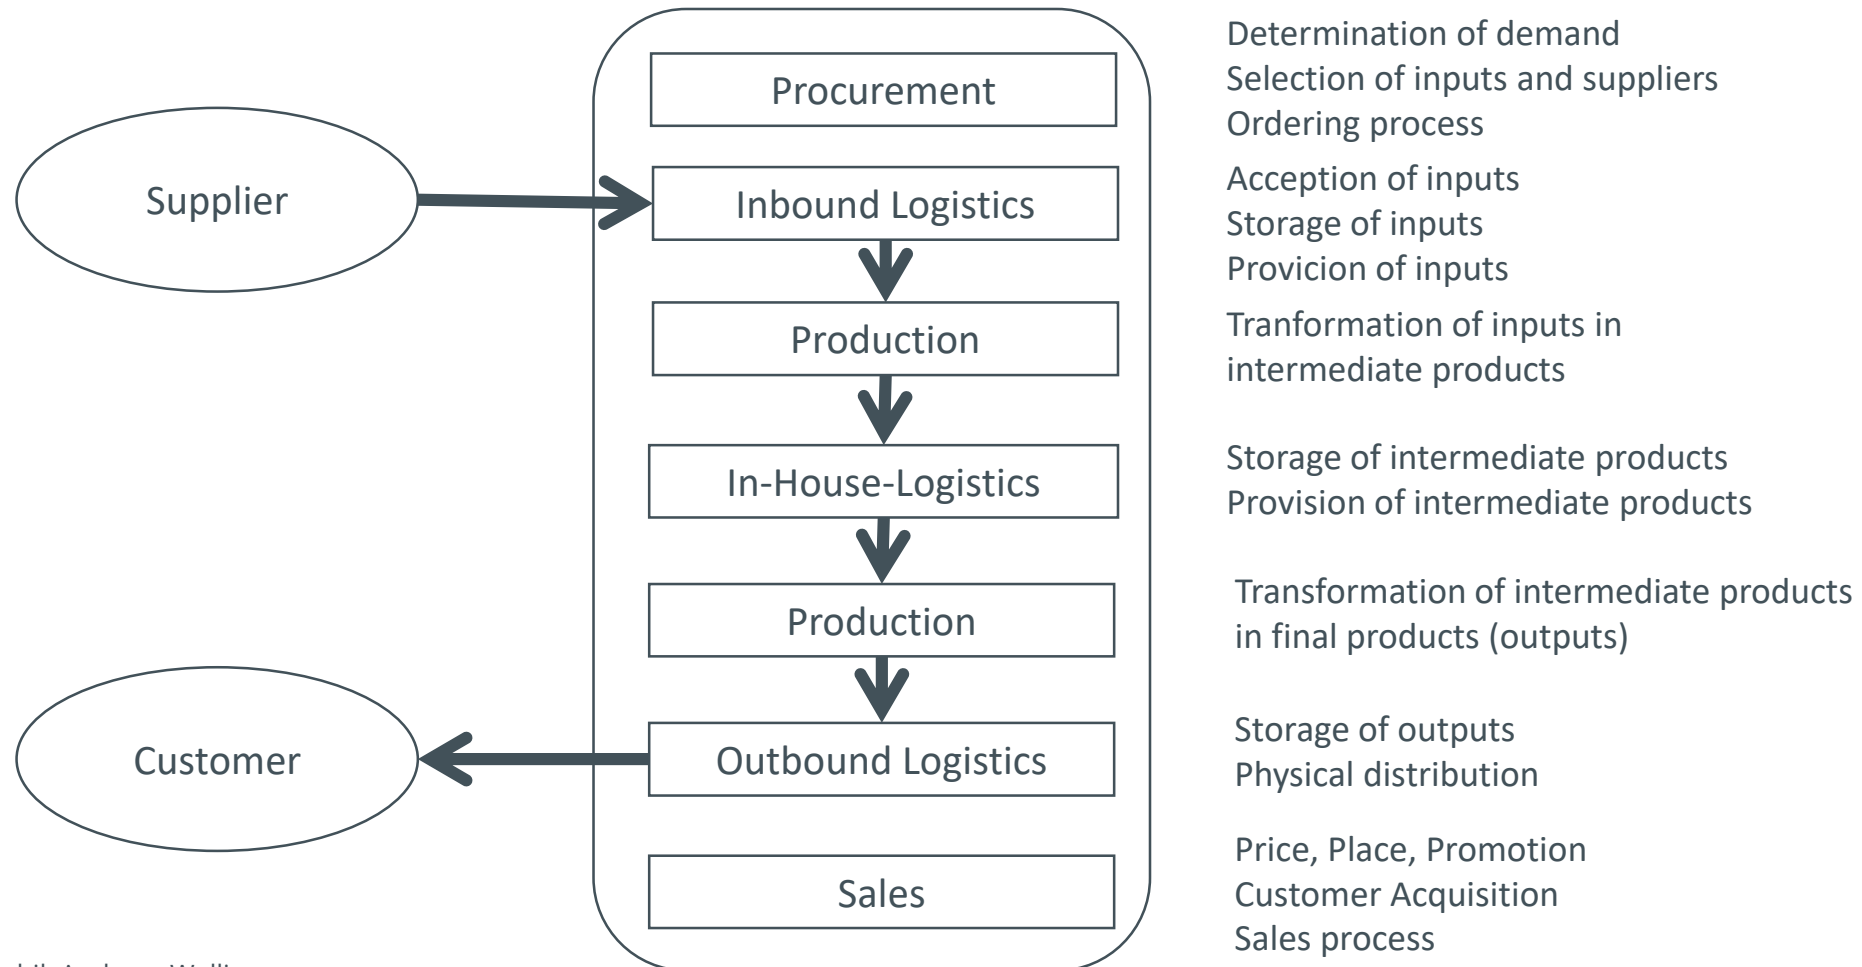 Procurement
Determination of demand
Selection of inputs and suppliers
Ordering process
Supplier
Inbound Logistics
Acception of inputs
Storage of inputs
Provicion of inputs
Production
Tranformation of inputs in
intermediate products
In-House-Logistics
Storage of intermediate products
Provision of intermediate products
Production
Transformation of intermediate products
in final products (outputs)
Customer
Outbound Logistics
Storage of outputs
Physical distribution
Sales
Price, Place, Promotion
Customer Acquisition
Sales process